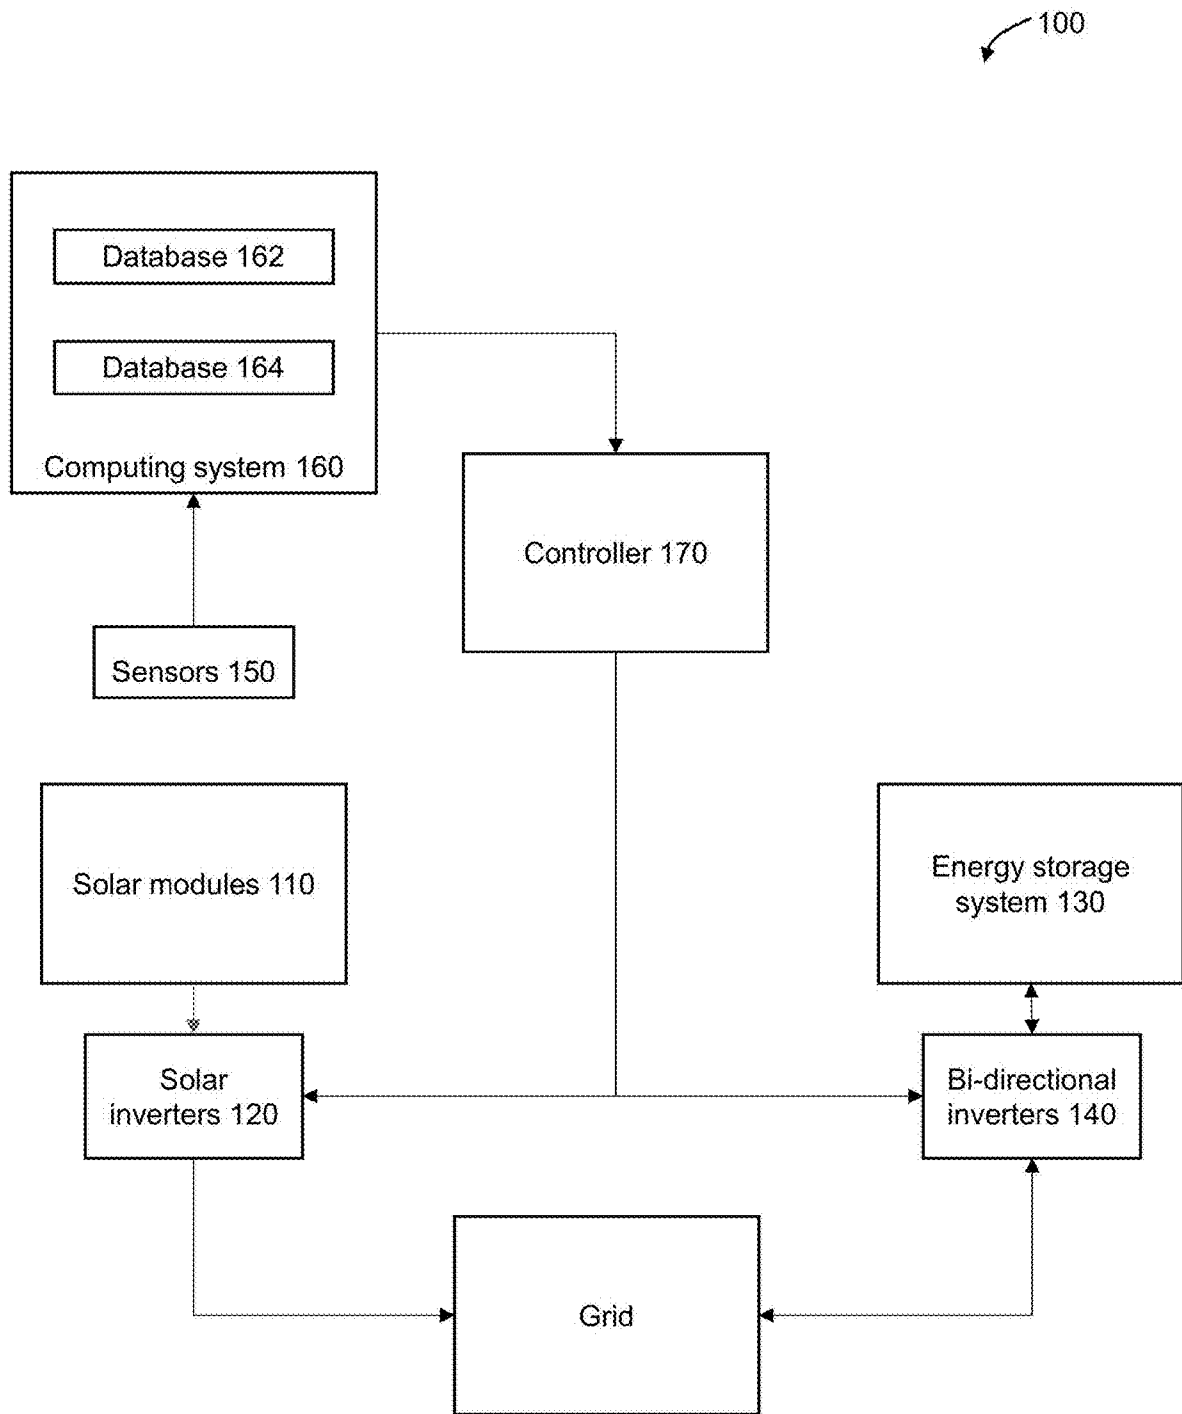 100
Database 162
Database 164
Computing system 160
Controller 170
Sensors 150
Solar modules 110
Energy storage
system 130
Solar
inverters 120
Bi-directional
inverters 140
Grid